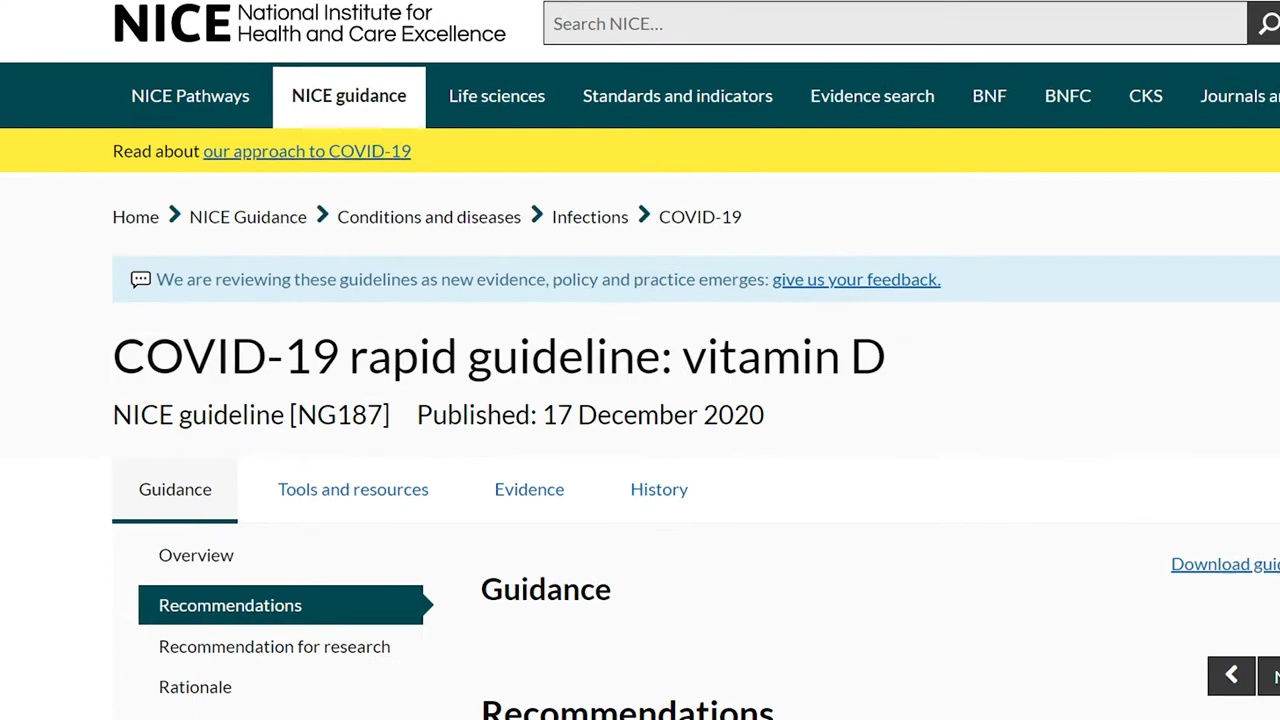 NICE National Institute for
Health and Care Excellence
Search NICE...
NICE Pathways NICE guidance Life sciences Standards and indicators Evidence search BNF BNFC CKS Journals
Read about our approach to COVID-19
Home NICE Guidance Conditions and diseases Infections COVID-19
We are reviewing these guidelines as new evidence, policy and practice emerges: give us your feedback.
COVID-19 rapid guideline: vitamin D
NICE guideline [NG187] Published: 17 December 2020
Guidance Tools and resources Evidence History
Overview
Download
Recommendations
Guidance
Recommendation for research
Rationale
Recommendations